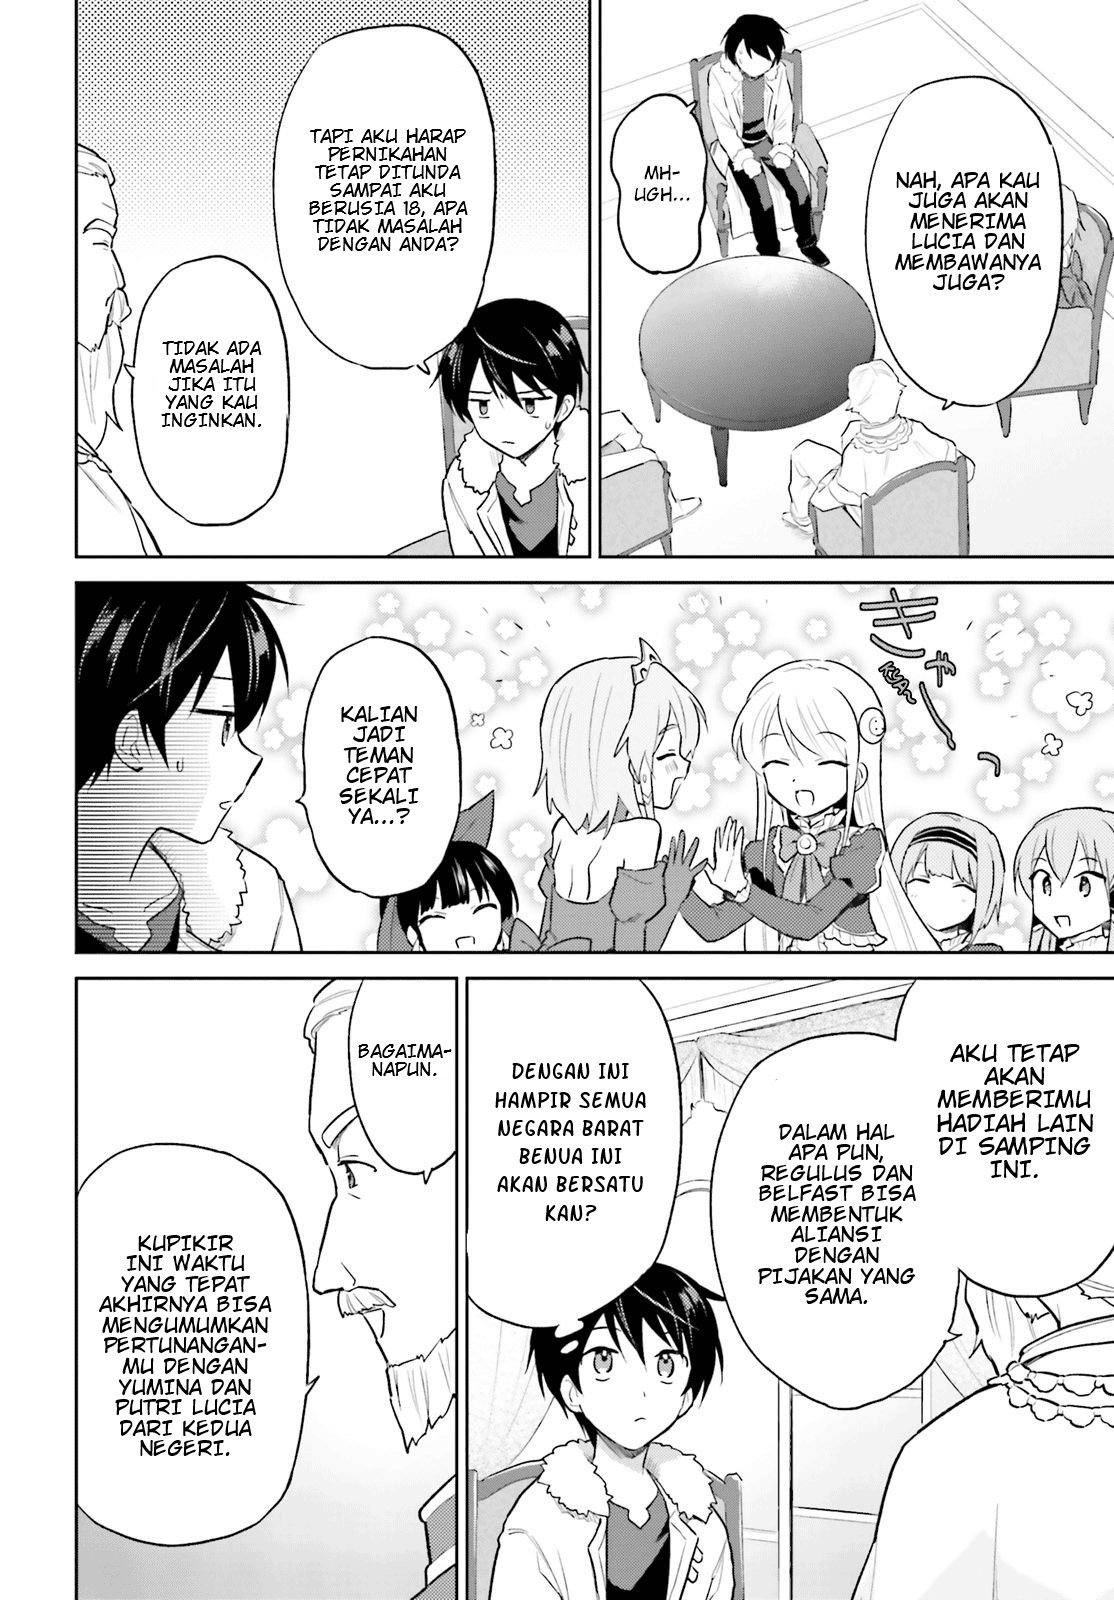 NAH, APA KAU
JUGA AKAN
MENERIMA
LUCIA DAN
MEMBAWANYA
JUGA?
MH-
UGH...
TAPI AKU HARAP
PERNIKAHAN
TETAP DITUNDA
SAMPAI AKU
BERUSIA 18, APA
TIDAK MASALAH
DENGAN ANDA?
TIDAK ADA
MASALAH
JIKA ITU
YANG KAU
INGINKAN.
きゃー
KYA~
KALIAN
JADI
TEMAN
CEPAT
SEKALI
YA...?
AKU TETAP
AKAN
MEMBERIMU
HADIAH LAIN
DI SAMPING
INI.
DALAM HAL
APA PUN,
REGULUS DAN
BELFAST BISA
MEMBENTUK
ALIANSI
DENGAN
PIJAKAN YANG
SAMA.
DENGAN INI
HAMPIR SEMUA
NEGARA BARAT
BENUA INI
AKAN BERSATU
KAN?
BAGAIMA-
NAPUN.
KUPIKIR
INI WAKTU
YANG TEPAT
AKHIRNYA BISA
MENGUMUMKAN
PERTUNANGAN-
MU DENGAN
YUMINA DAN
PUTRI LUCIA
DARI KEDUA
NEGERI.